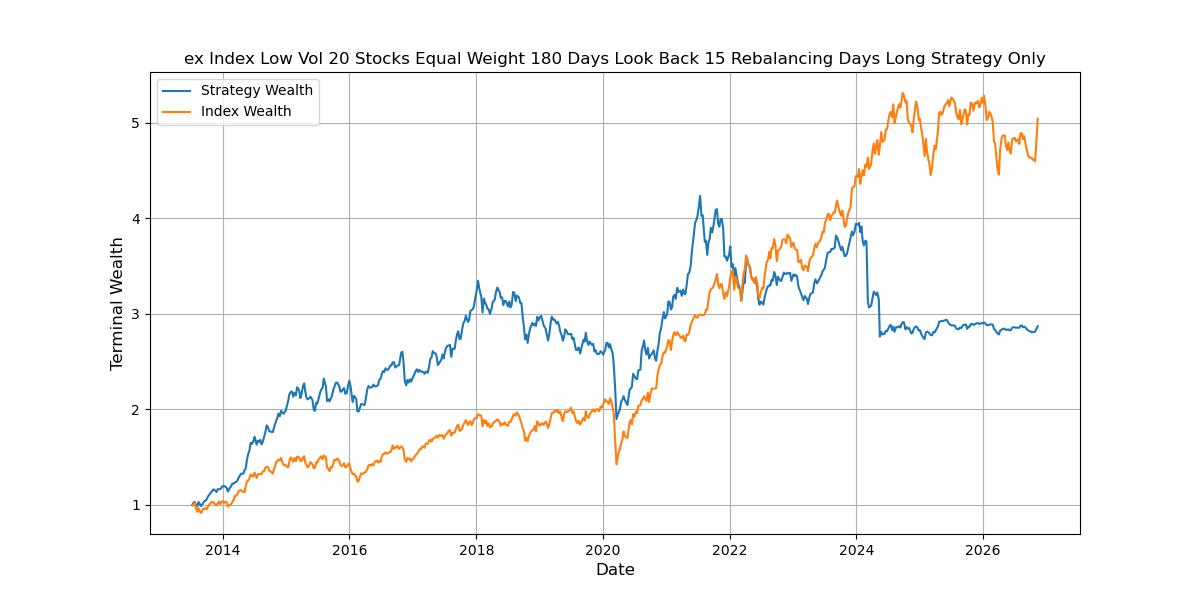 ex Index Low Vol 20 Stocks Equal Weight 180 Days Look Back 15 Rebalancing Days Long Strategy Only
Strategy Wealth
Index Wealth
5
4
3
2
1
Terminal Wealth
2014 2016 2018 2020 2022 2024 2026
Date